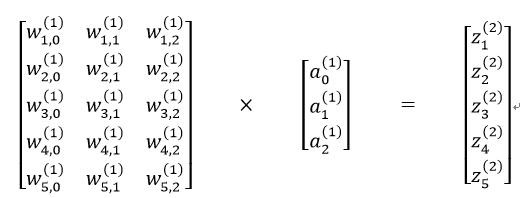 w_{1,0}^{(1)} w_{1,1}^{(1)} w_{1,2}^{(1)}
w_{2,0}^{(1)} w_{2,1}^{(1)} w_{2,2}^{(1)} a_0^{(1)} z_1^{(2)}
w_{3,0}^{(1)} w_{3,1}^{(1)} w_{3,2}^{(1)} × a_1^{(1)} = z_2^{(2)}
w_{4,0}^{(1)} w_{4,1}^{(1)} w_{4,2}^{(1)} a_2^{(1)} z_3^{(2)}
w_{5,0}^{(1)} w_{5,1}^{(1)} w_{5,2}^{(1)} z_4^{(2)}
z_5^{(2)}